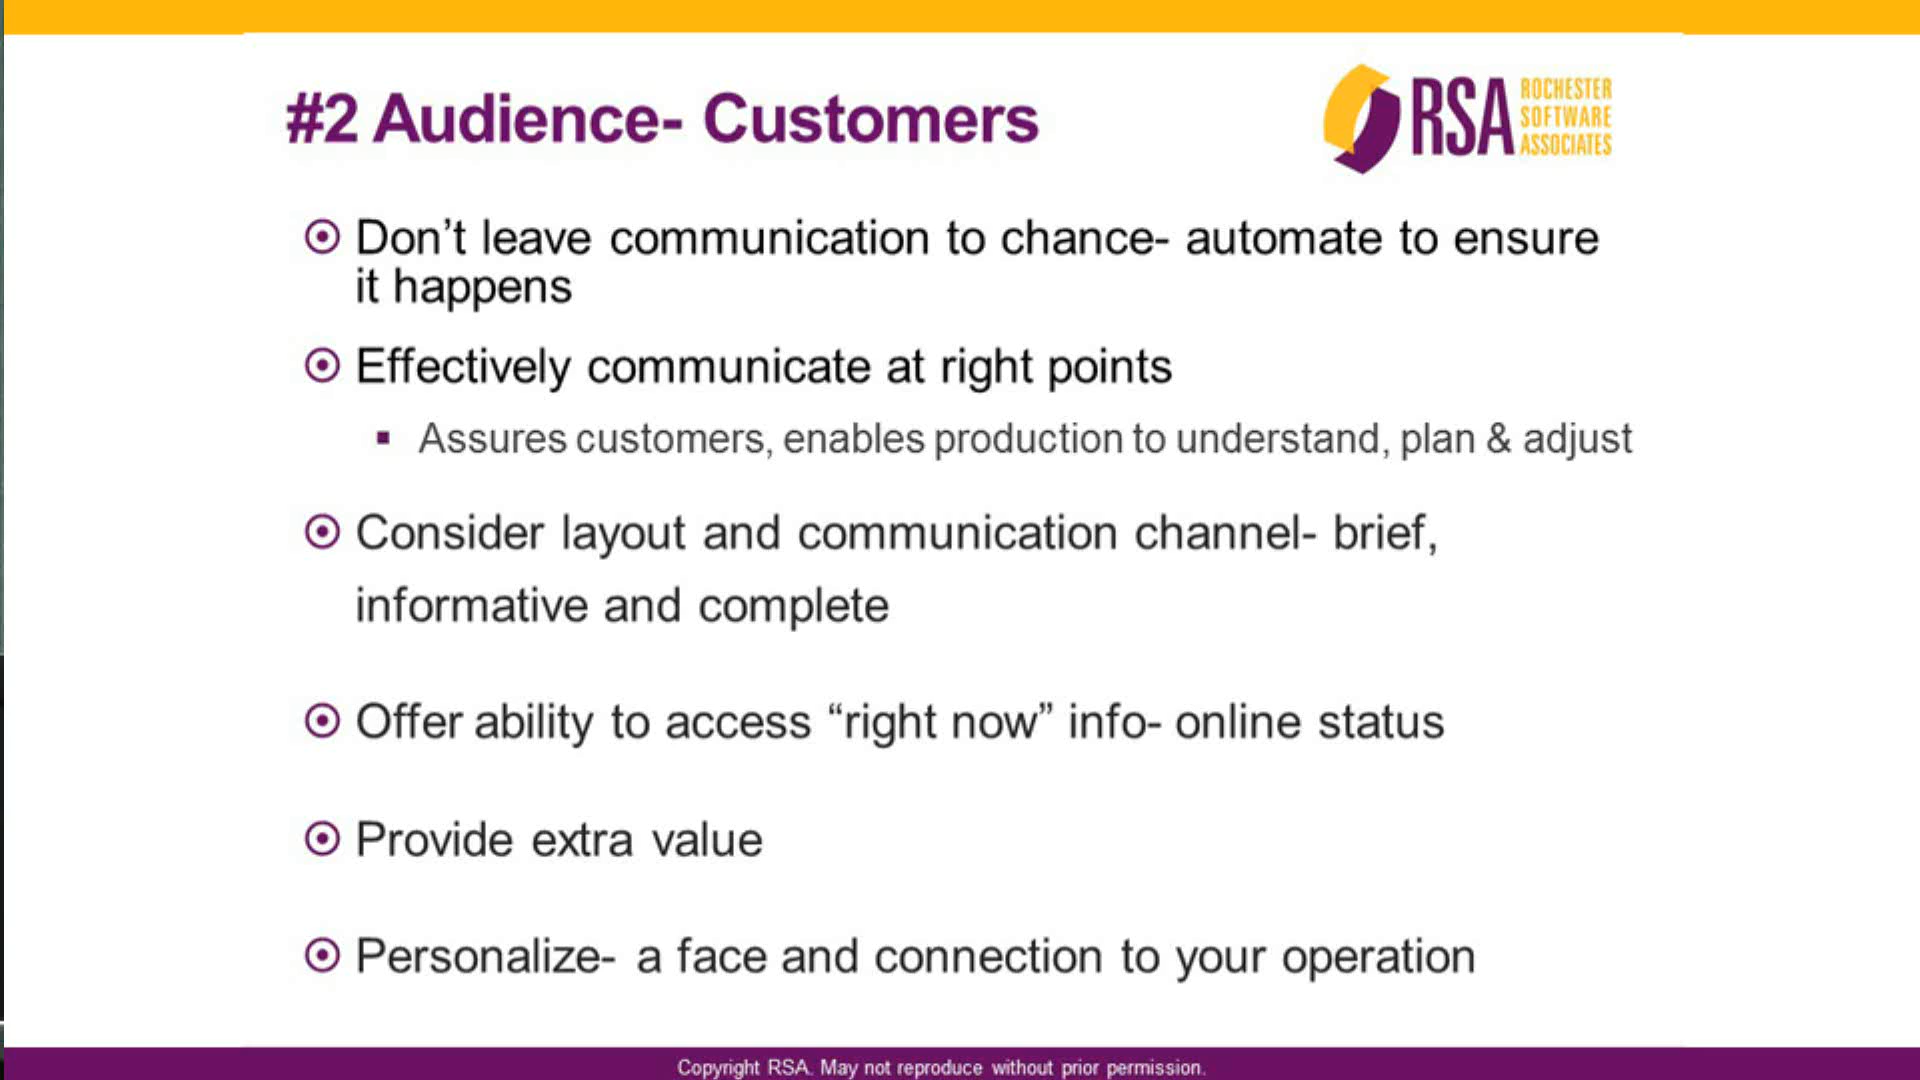 #2 Audience- Customers
RSA
ROCHESTER
SOFTWARE
ASSOCIATES
Don’t leave communication to chance- automate to ensure
it happens
Effectively communicate at right points
Assures customers, enables production to understand, plan & adjust
Consider layout and communication channel- brief,
informative and complete
Offer ability to access “right now” info- online status
Provide extra value
Personalize- a face and connection to your operation
Copyright RSA. May not reproduce without prior permission.